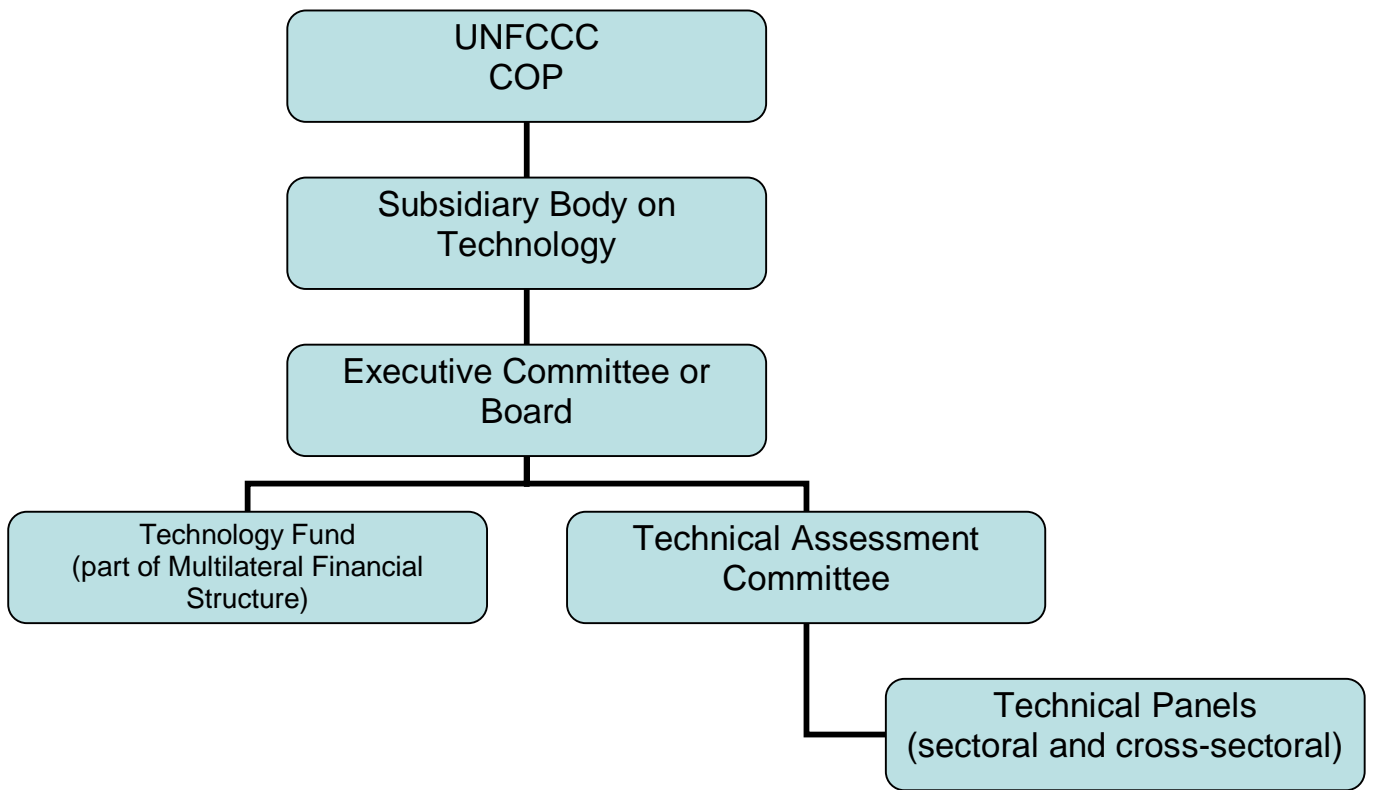 UNFCCC
COP
Subsidiary Body on
Technology
Executive Committee or
Board
Technology Fund
(part of Multilateral Financial
Structure)
Technical Assessment
Committee
Technical Panels
(sectoral and cross-sectoral)